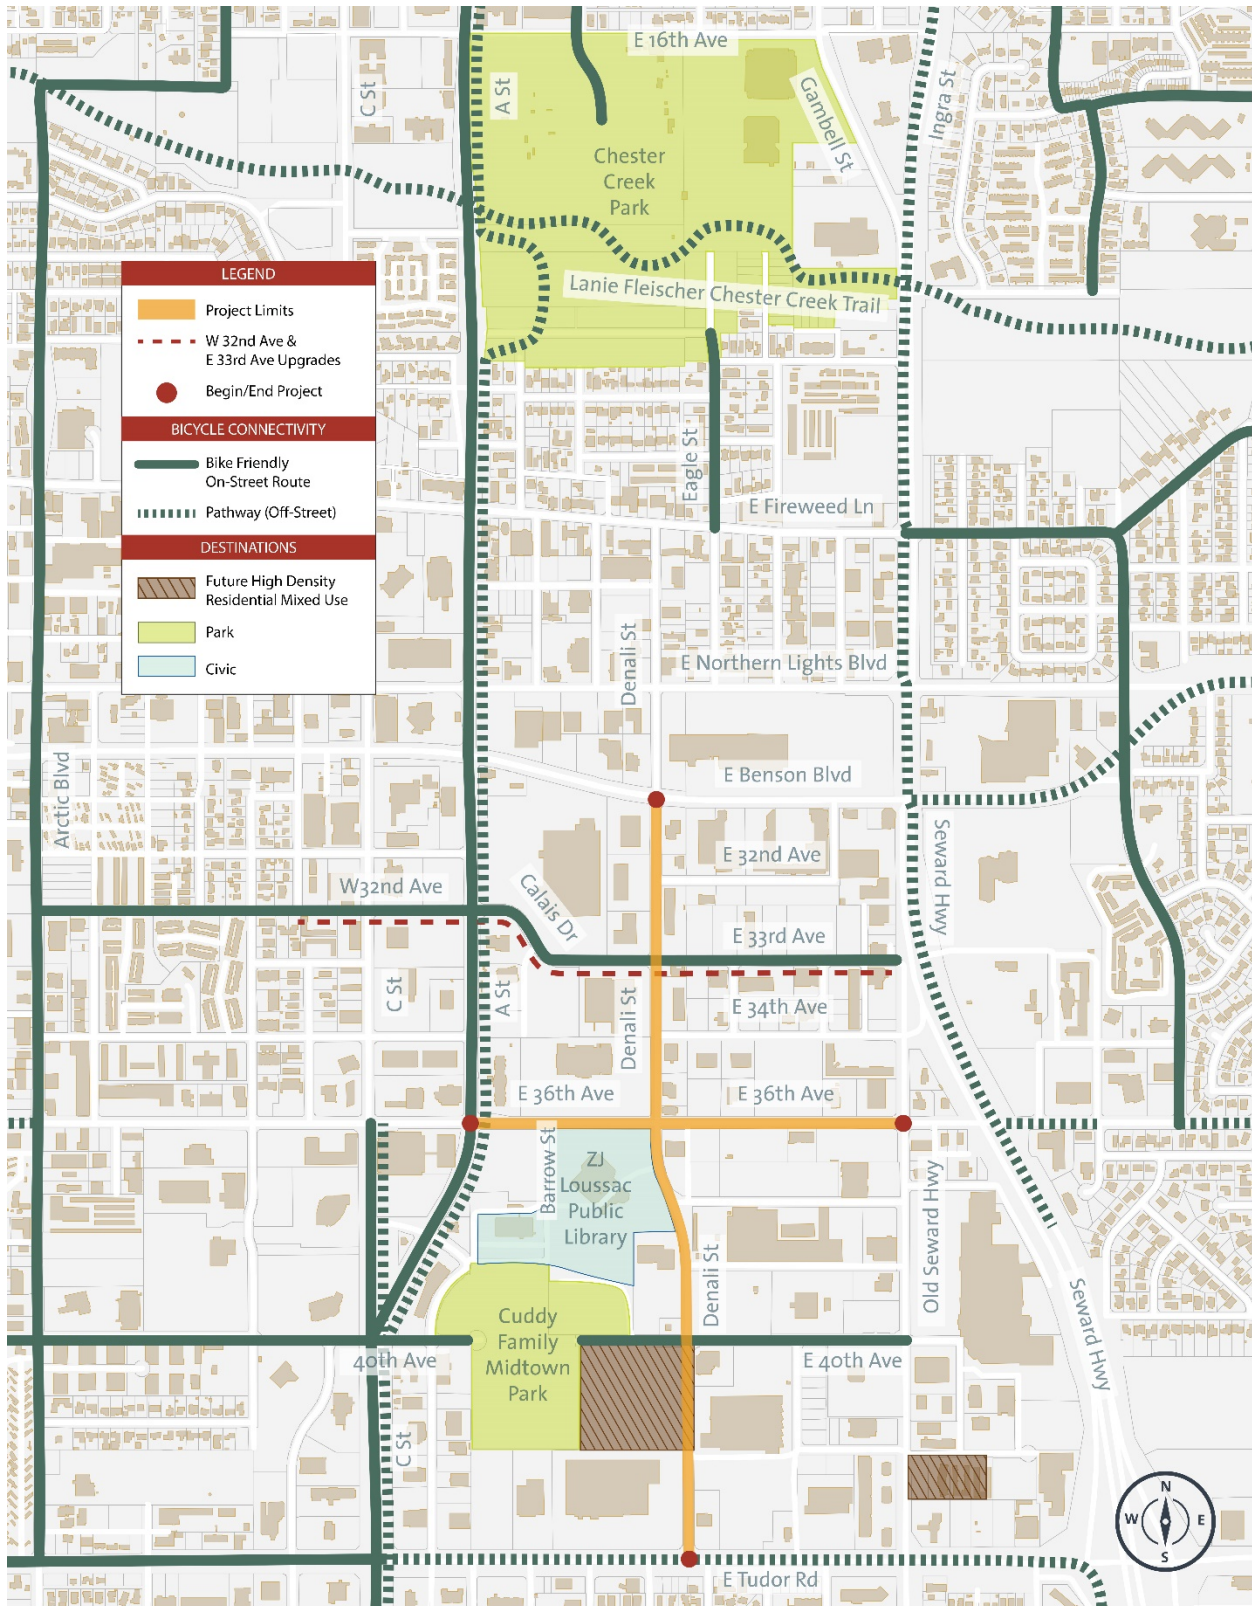 E 16th Ave
C St
A St
Gambell St
Ingra St
Chester
Creek
Park
Lanie Fleischer Chester Creek Trail
LEGEND
Project Limits
W 32nd Ave &
E 33rd Ave Upgrades
Begin/End Project
BICYCLE CONNECTIVITY
Bike Friendly
On-Street Route
Pathway (Off-Street)
DESTINATIONS
Future High Density
Residential Mixed Use
Park
Civic
Eagle St
E Fireweed Ln
Denali St
E Northern Lights Blvd
E Benson Blvd
Arctic Blvd
E 32nd Ave
Seward Hwy
W32nd Ave
Calais Dr
E 33rd Ave
C St
A St
Denali St
E 34th Ave
E 36th Ave
E 36th Ave
Barrow St
ZJ
Loussac
Public
Library
Old Seward Hwy
Denali St
Seward Hwy
Cuddy
Family
Midtown
Park
40th Ave
E 40th Ave
C St
N
W E
S
E Tudor Rd